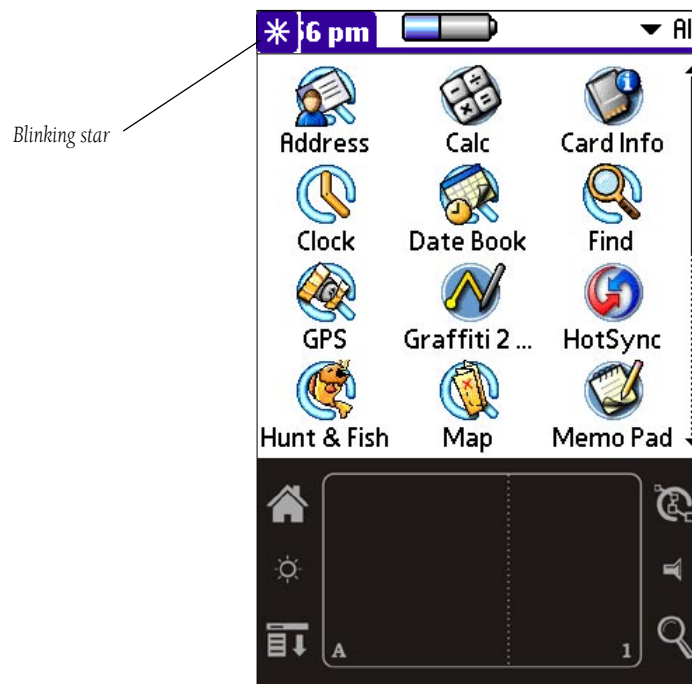 6 pm
Al
Blinking star
Address Calc Card Info
Clock Date Book Find
GPS Graffiti 2 ... HotSync
Hunt & Fish Map Memo Pad
A 1